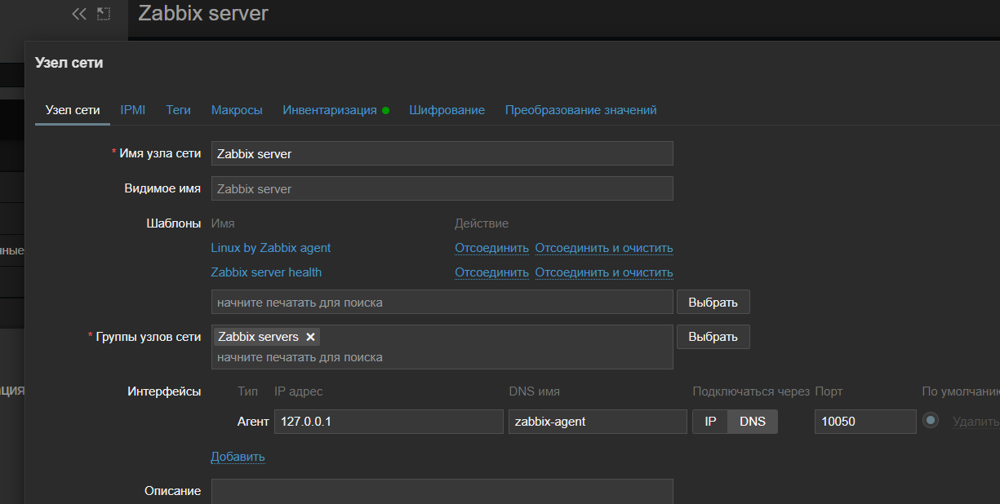 Zabbix server
Узел сети
Узел сети IPMI Теги Макросы Инвентаризация Шифрование Преобразование значений
* Имя узла сети Zabbix server
Видимое имя Zabbix server
Шаблоны Имя Действие
Linux by Zabbix agent Отсоединить Отсоединить и очистить
Zabbix server health Отсоединить Отсоединить и очистить
начните печатать для поиска Выбрать
* Группы узлов сети Zabbix servers × Выбрать
начните печатать для поиска
Интерфейсы Тип IP адрес DNS имя Подключаться через Порт По умолчанию
Агент 127.0.0.1 zabbix-agent IP DNS 10050 Удалить
Добавить
Описание